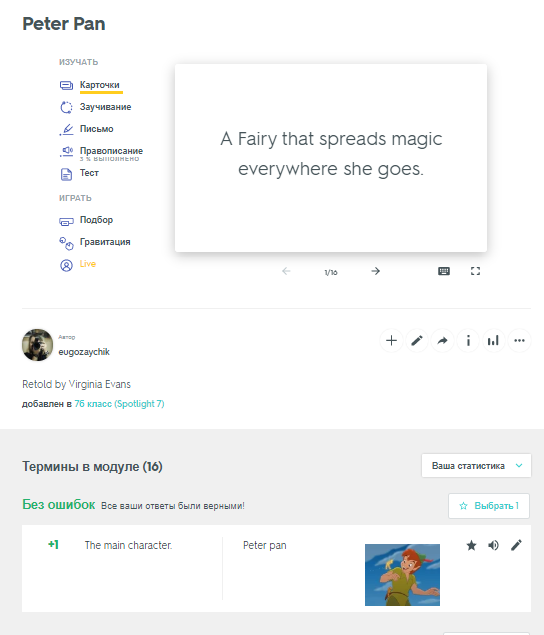 Peter Pan
ИЗУЧАТЬ
Карточки
Заучивание
Письмо
Правописание
3 % ВЫПОЛНЕНО
Тест
ИГРАТЬ
Подбор
Гравитация
Live
A Fairy that spreads magic
everywhere she goes.
1/16
Автор
eugozaychik
Retold by Virginia Evans
добавлен в 7б класс (Spotlight 7)
Термины в модуле (16)
Ваша статистика
Без ошибок Все ваши ответы были верными!
Выбрать 1
+1 The main character. Peter pan